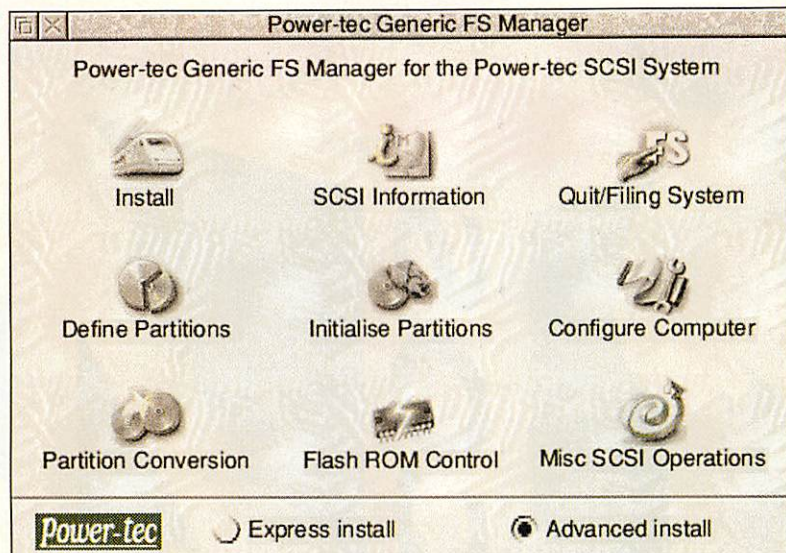 Power-tec Generic FS Manager
Power-tec Generic FS Manager for the Power-tec SCSI System
Install
SCSI Information
Quit/Filing System
Define Partitions
Initialise Partitions
Configure Computer
Partition Conversion
Flash ROM Control
Misc SCSI Operations
Power-tec
Express install
Advanced install